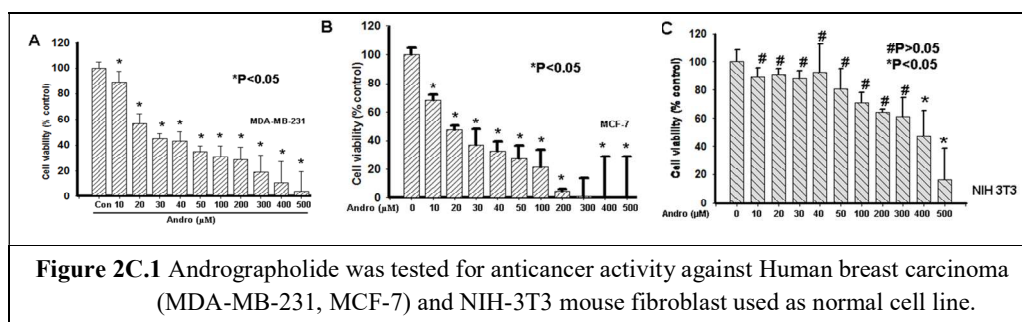 A
120
100
80
60
40
20
0
Cell viability (% control)
* * * * * * * * * *
*P<0.05
MDA-MB-231
Con 10 20 30 40 50 100 200 300 400 500
Andro (µM)
B
120
100
80
60
40
20
0
Cell viability (% control)
* * * * * * * * *
*P<0.05
MCF-7
Andro (µM) 0 10 20 30 40 50 100 200 300 400 500
C
120
100
80
60
40
20
0
Cell viability (% control)
# # # # # # # # * *
#P>0.05
*P<0.05
NIH 3T3
Andro (µM) 0 10 20 30 40 50 100 200 300 400 500
Figure 2C.1 Andrographolide was tested for anticancer activity against Human breast carcinoma
(MDA-MB-231, MCF-7) and NIH-3T3 mouse fibroblast used as normal cell line.